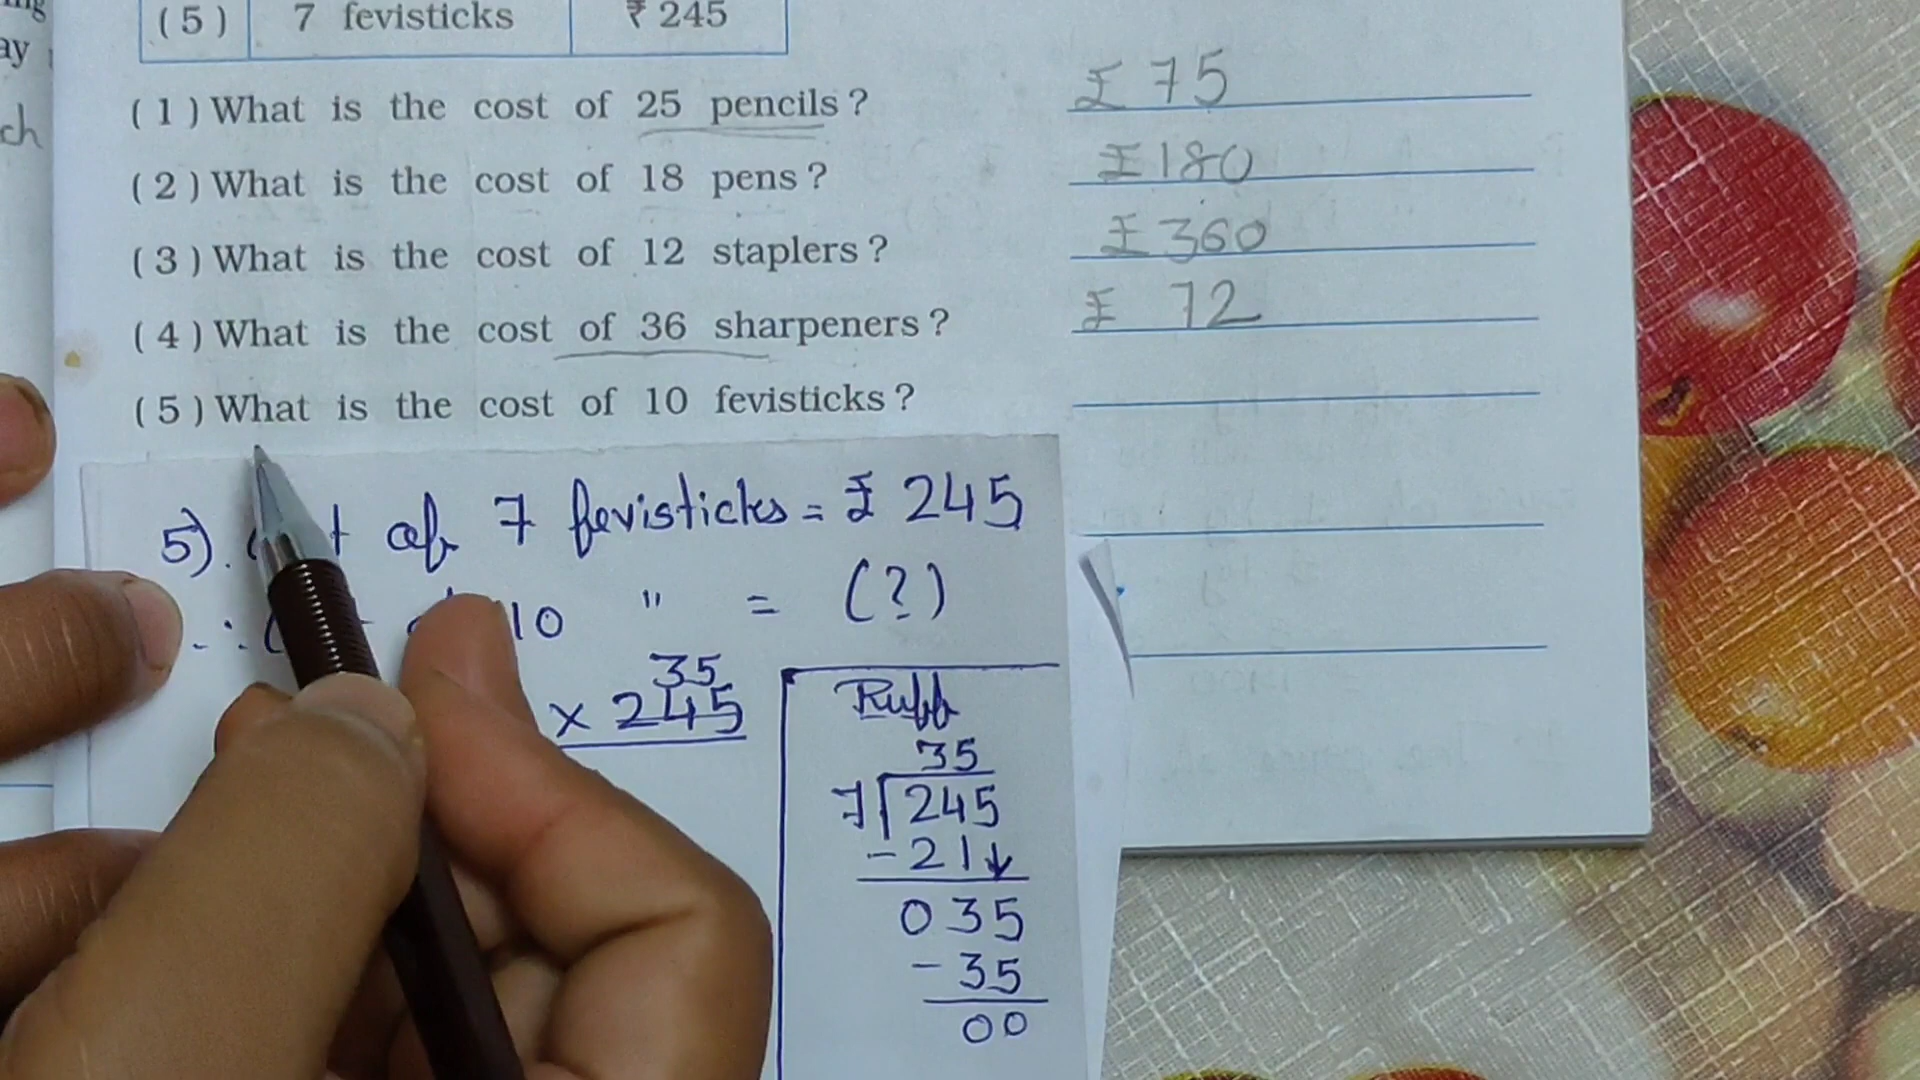 ( 5 ) 7 fevisticks ₹ 245
ay
ch
( 1 ) What is the cost of 25 pencils ? ₹ 75
( 2 ) What is the cost of 18 pens ? ₹ 180
( 3 ) What is the cost of 12 staplers ? ₹ 360
( 4 ) What is the cost of 36 sharpeners ? ₹ 72
( 5 ) What is the cost of 10 fevisticks ?
5). of 7 fevisticks = ₹ 245
∴ 10 " = (?)
35
× 245
Ruff
35
7 245
- 21↓
035
- 35
00